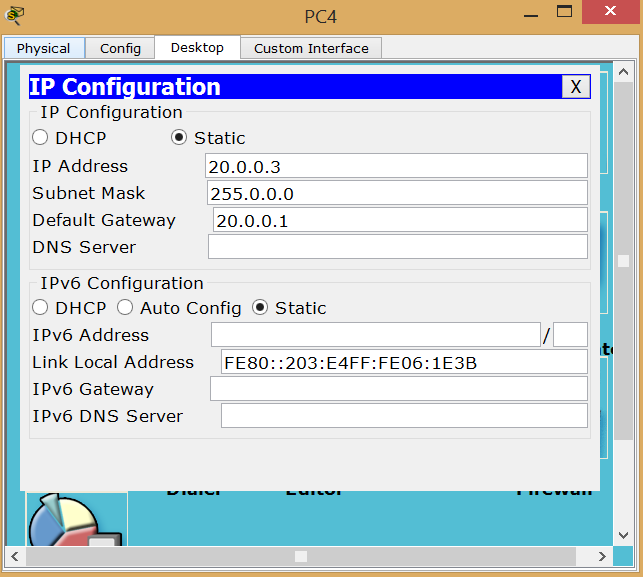 PC4
Physical Config Desktop Custom Interface
IP Configuration X
IP Configuration
DHCP Static
IP Address 20.0.0.3
Subnet Mask 255.0.0.0
Default Gateway 20.0.0.1
DNS Server
IPv6 Configuration
DHCP Auto Config Static
IPv6 Address /
Link Local Address FE80::203:E4FF:FE06:1E3B
IPv6 Gateway
IPv6 DNS Server
Dialer Editor Firewall